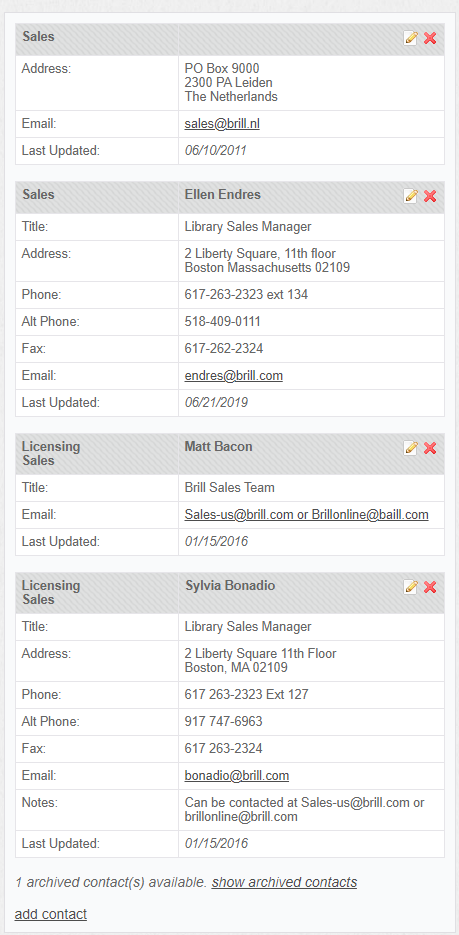 Sales
Address: PO Box 9000
2300 PA Leiden
The Netherlands
Email: sales@brill.nl
Last Updated: 06/10/2011
Sales Ellen Endres
Title: Library Sales Manager
Address: 2 Liberty Square, 11th floor
Boston Massachusetts 02109
Phone: 617-263-2323 ext 134
Alt Phone: 518-409-0111
Fax: 617-262-2324
Email: endres@brill.com
Last Updated: 06/21/2019
Licensing Matt Bacon
Sales
Title: Brill Sales Team
Email: Sales-us@brill.com or Brillonline@baill.com
Last Updated: 01/15/2016
Licensing Sylvia Bonadio
Sales
Title: Library Sales Manager
Address: 2 Liberty Square 11th Floor
Boston, MA 02109
Phone: 617 263-2323 Ext 127
Alt Phone: 917 747-6963
Fax: 617 263-2324
Email: bonadio@brill.com
Notes: Can be contacted at Sales-us@brill.com or
brillonline@brill.com
Last Updated: 01/15/2016
1 archived contact(s) available. show archived contacts
add contact